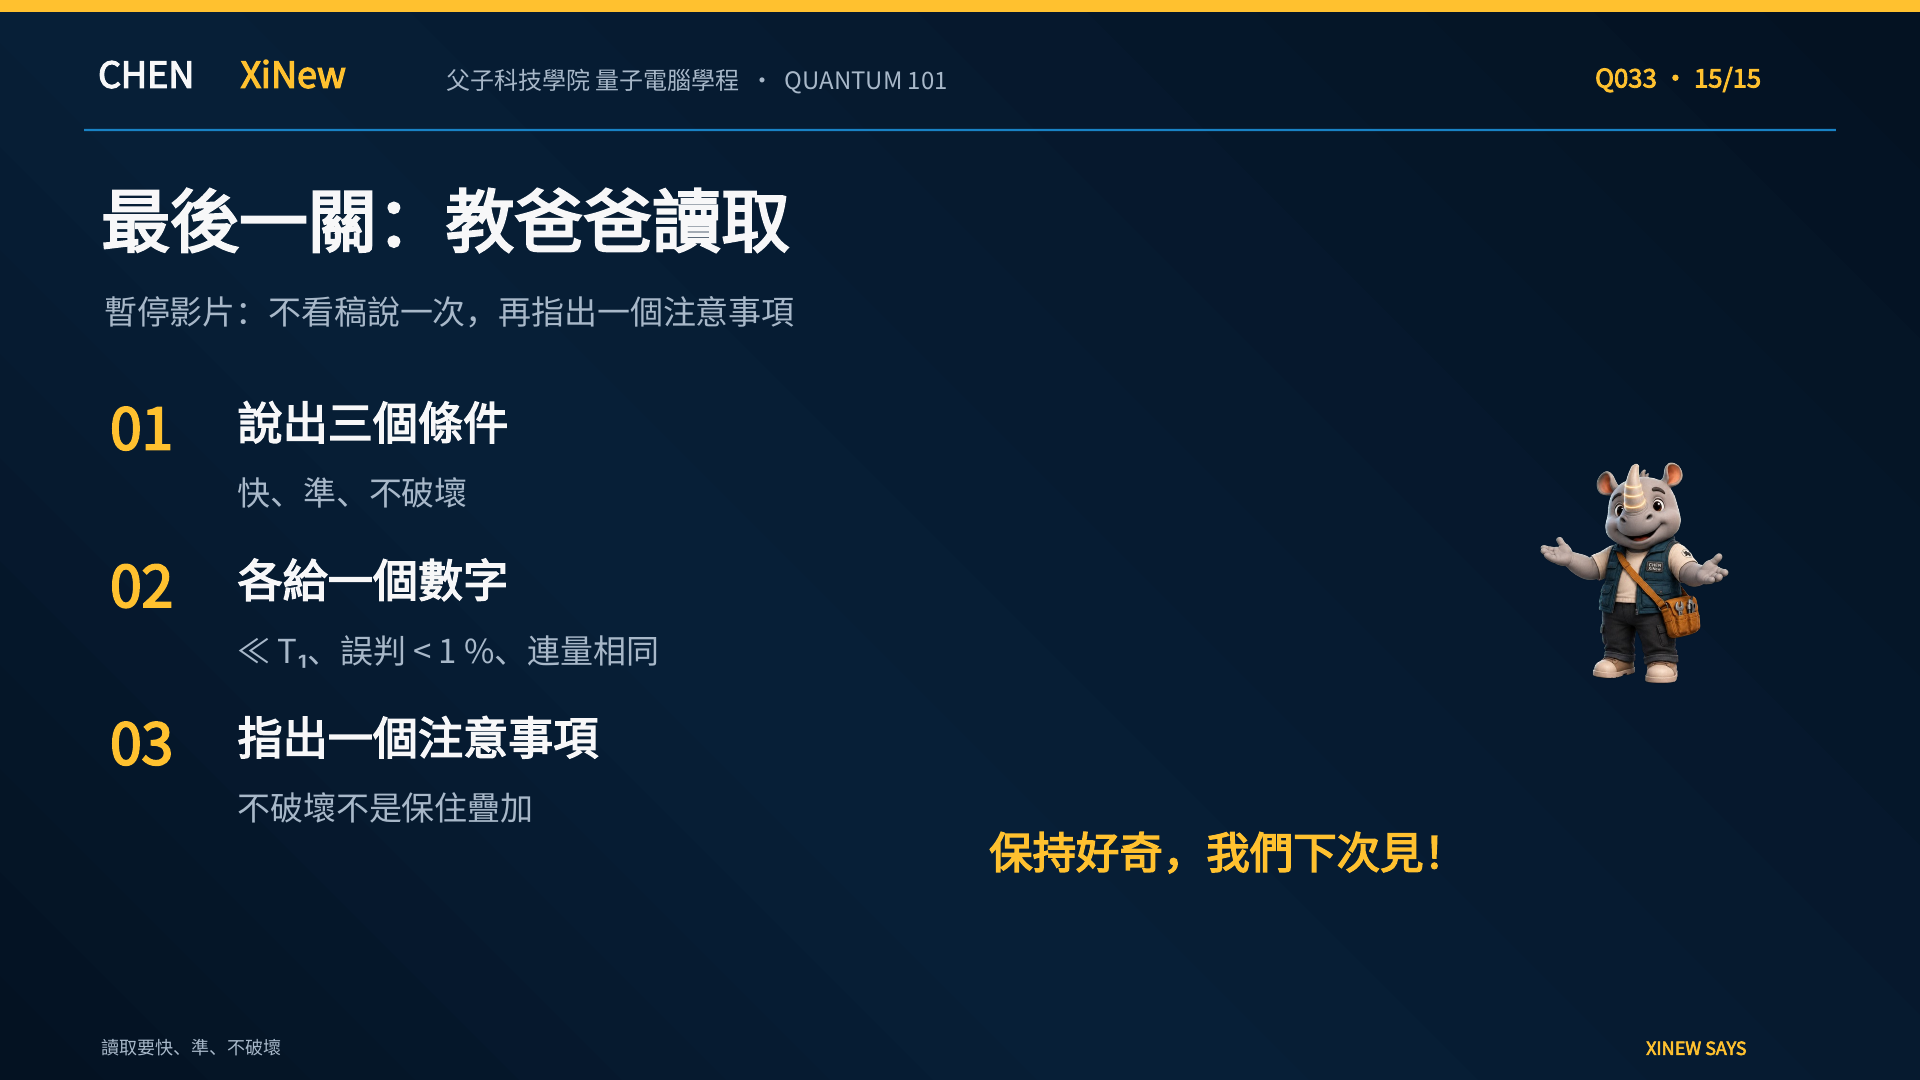 CHEN XiNew 父子科技學院 量子電腦學程 · QUANTUM 101 Q033 · 15/15
最後一關：教爸爸讀取
暫停影片：不看稿說一次，再指出一個注意事項
01 說出三個條件
快、準、不破壞
02 各給一個數字
≪ T₁、誤判 < 1 %、連量相同
03 指出一個注意事項
不破壞不是保住疊加
保持好奇，我們下次見！
讀取要快、準、不破壞 XINEW SAYS